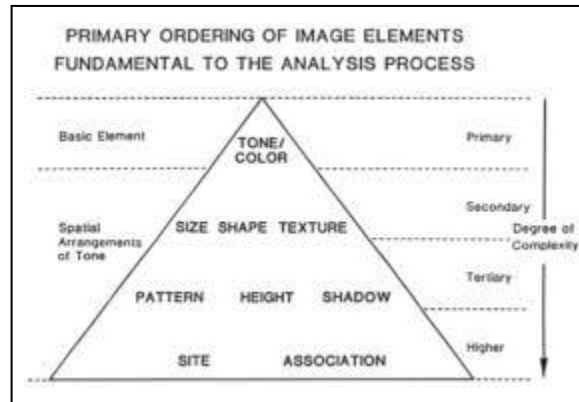 PRIMARY ORDERING OF IMAGE ELEMENTS
FUNDAMENTAL TO THE ANALYSIS PROCESS
Basic Element
TONE/
COLOR
Primary
Spatial
Arrangements
of Tone
SIZE SHAPE TEXTURE
Secondary
Degree of
Complexity
PATTERN HEIGHT SHADOW
Tertiary
SITE ASSOCIATION
Higher